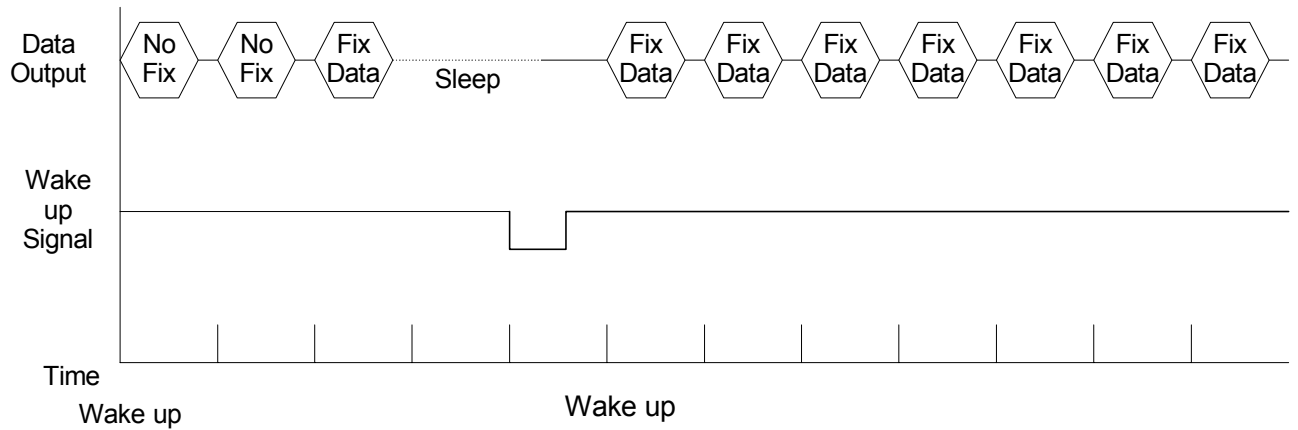 Data
Output
No
Fix
No
Fix
Fix
Data
Sleep
Fix
Data
Fix
Data
Fix
Data
Fix
Data
Fix
Data
Fix
Data
Fix
Data
Wake
up
Signal
Time
Wake up
Wake up